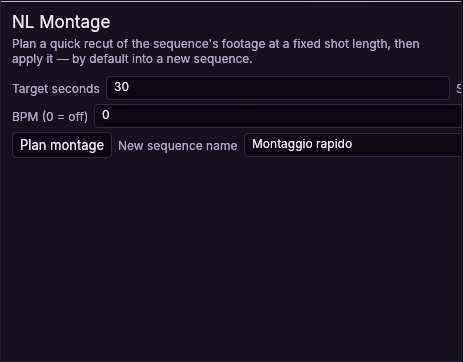 NL Montage
Plan a quick recut of the sequence's footage at a fixed shot length, then
apply it — by default into a new sequence.
Target seconds 30
BPM (0 = off) 0
Plan montage New sequence name Montaggio rapido